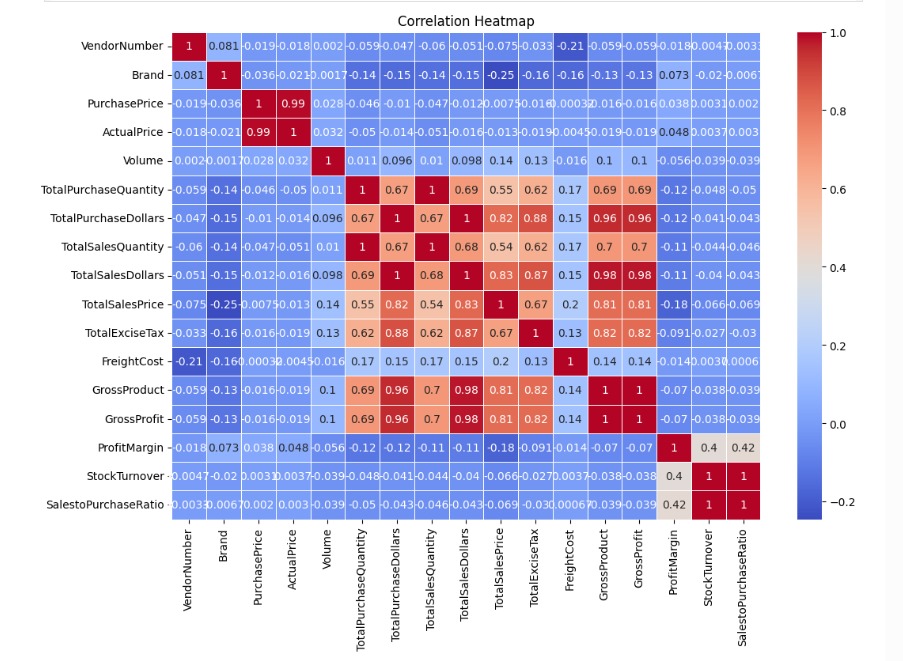 Correlation Heatmap
VendorNumber 1 0.081 -0.019 -0.018 0.002 -0.059 -0.047 -0.06 -0.051 -0.075 -0.033 -0.21 -0.059 -0.059 -0.018 0.0047 0.0033
Brand 0.081 1 -0.036 -0.021 0.0017 -0.14 -0.15 -0.14 -0.15 -0.25 -0.16 -0.16 -0.13 -0.13 0.073 -0.02 -0.0067
PurchasePrice -0.019 -0.036 1 0.99 0.028 -0.046 -0.01 -0.047 -0.012 0.0075 -0.016 0.00032 0.016 -0.016 0.038 0.0031 0.002
ActualPrice -0.018 -0.021 0.99 1 0.032 -0.05 -0.014 -0.051 -0.016 -0.013 -0.019 0.0045 0.019 -0.019 0.048 0.0037 0.003
Volume 0.002 0.0017 0.028 0.032 1 0.011 0.096 0.01 0.098 0.14 0.13 -0.016 0.1 0.1 -0.056 -0.039 -0.039
TotalPurchaseQuantity -0.059 -0.14 -0.046 -0.05 0.011 1 0.67 1 0.69 0.55 0.62 0.17 0.69 0.69 -0.12 -0.048 -0.05
TotalPurchaseDollars -0.047 -0.15 -0.01 -0.014 0.096 0.67 1 0.67 1 0.82 0.88 0.15 0.96 0.96 -0.12 -0.041 -0.043
TotalSalesQuantity -0.06 -0.14 -0.047 -0.051 0.01 1 0.67 1 0.68 0.54 0.62 0.17 0.7 0.7 -0.11 -0.044 -0.046
TotalSalesDollars -0.051 -0.15 -0.012 -0.016 0.098 0.69 1 0.68 1 0.83 0.87 0.15 0.98 0.98 -0.11 -0.04 -0.043
TotalSalesPrice -0.075 -0.25 -0.0075 -0.013 0.14 0.55 0.82 0.54 0.83 1 0.67 0.2 0.81 0.81 -0.18 -0.066 -0.069
TotalExciseTax -0.033 -0.16 -0.016 -0.019 0.13 0.62 0.88 0.62 0.87 0.67 1 0.13 0.82 0.82 -0.091 -0.027 -0.03
FreightCost -0.21 -0.16 0.00032 0.0045 -0.016 0.17 0.15 0.17 0.15 0.2 0.13 1 0.14 0.14 -0.014 0.0037 0.00067
GrossProduct -0.059 -0.13 -0.016 -0.019 0.1 0.69 0.96 0.7 0.98 0.81 0.82 0.14 1 1 -0.07 -0.038 -0.039
GrossProfit -0.059 -0.13 -0.016 -0.019 0.1 0.69 0.96 0.7 0.98 0.81 0.82 0.14 1 1 -0.07 -0.038 -0.039
ProfitMargin -0.018 0.073 0.038 0.048 -0.056 -0.12 -0.12 -0.11 -0.11 -0.18 -0.091 -0.014 -0.07 -0.07 1 0.4 0.42
StockTurnover 0.0047 -0.02 0.0031 0.0037 -0.039 -0.048 -0.041 -0.044 -0.04 -0.066 -0.027 0.0037 -0.038 -0.038 0.4 1 1
SalestoPurchaseRatio 0.0033 0.0067 0.002 0.003 -0.039 -0.05 -0.043 -0.046 -0.043 -0.069 -0.03 0.00067 0.039 -0.039 0.42 1 1
VendorNumber
Brand
PurchasePrice
ActualPrice
Volume
TotalPurchaseQuantity
TotalPurchaseDollars
TotalSalesQuantity
TotalSalesDollars
TotalSalesPrice
TotalExciseTax
FreightCost
GrossProduct
GrossProfit
ProfitMargin
StockTurnover
SalestoPurchaseRatio
1.0
0.8
0.6
0.4
0.2
0.0
−0.2